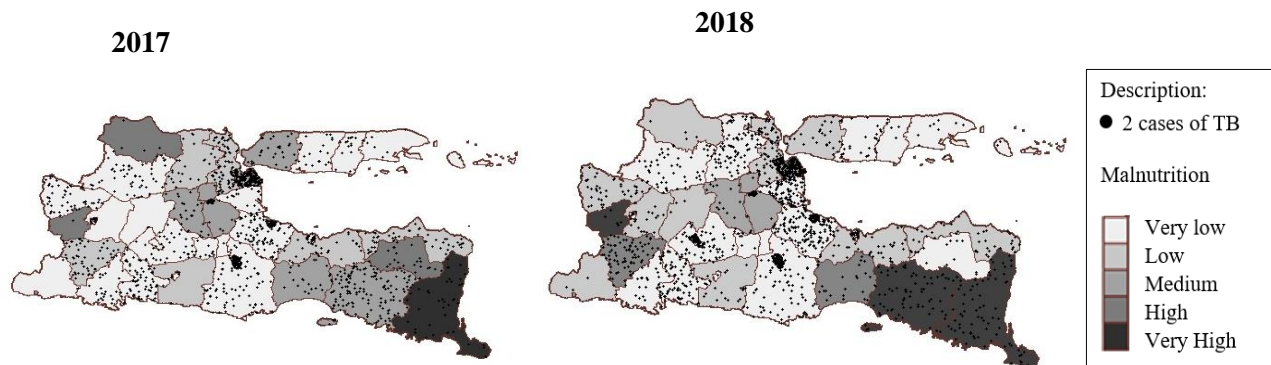 2017
2018
Description:
2 cases of TB
Malnutrition
Very low
Low
Medium
High
Very High